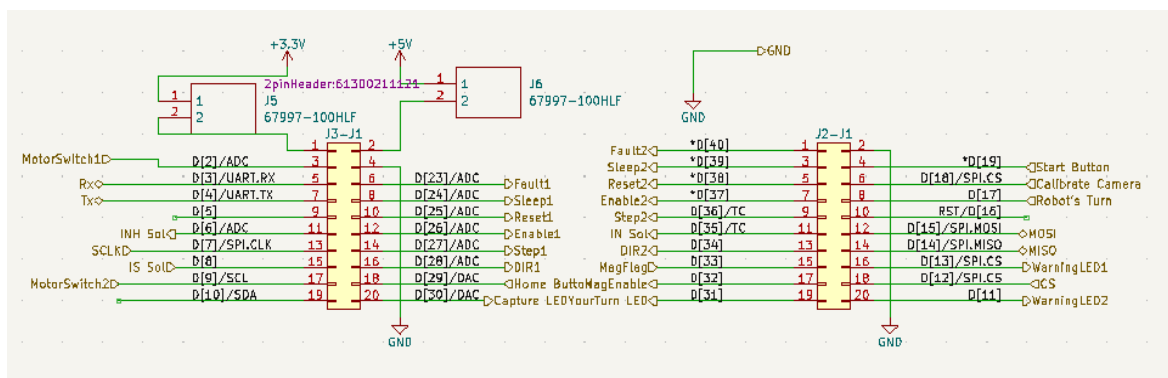 +3.3V
+5V
GND
2pinHeader:61300211121
1 1
2 2
J5
67997-100HLF
1 1
2 2
J6
67997-100HLF
GND
J3-J1
1 2
MotorSwitch1 D[2]/ADC 3 4
Rx D[3]/UART.RX 5 6 D[23]/ADC Fault1
Tx D[4]/UART.TX 7 8 D[24]/ADC Sleep1
D[5] 9 10 D[25]/ADC Reset1
INH Sol D[6]/ADC 11 12 D[26]/ADC Enable1
SCLK D[7]/SPI.CLK 13 14 D[27]/ADC Step1
IS Sol D[8] 15 16 D[28]/ADC DIR1
MotorSwitch2 D[9]/SCL 17 18 D[29]/DAC Home Button
D[10]/SDA 19 20 D[30]/DAC Capture LED
GND
J2-J1
Fault2 *D[40] 1 2
Sleep2 *D[39] 3 4 *D[19] Start Button
Reset2 *D[38] 5 6 D[18]/SPI.CS Calibrate Camera
Enable2 *D[37] 7 8 D[17] Robot's Turn
Step2 D[36]/TC 9 10 RST/D[16]
IN Sol D[35]/TC 11 12 D[15]/SPI.MOSI MOSI
DIR2 D[34] 13 14 D[14]/SPI.MISO MISO
MagFlag D[33] 15 16 D[13]/SPI.CS WarningLED1
MagEnable D[32] 17 18 D[12]/SPI.CS CS
YourTurn LED D[31] 19 20 D[11] WarningLED2
GND